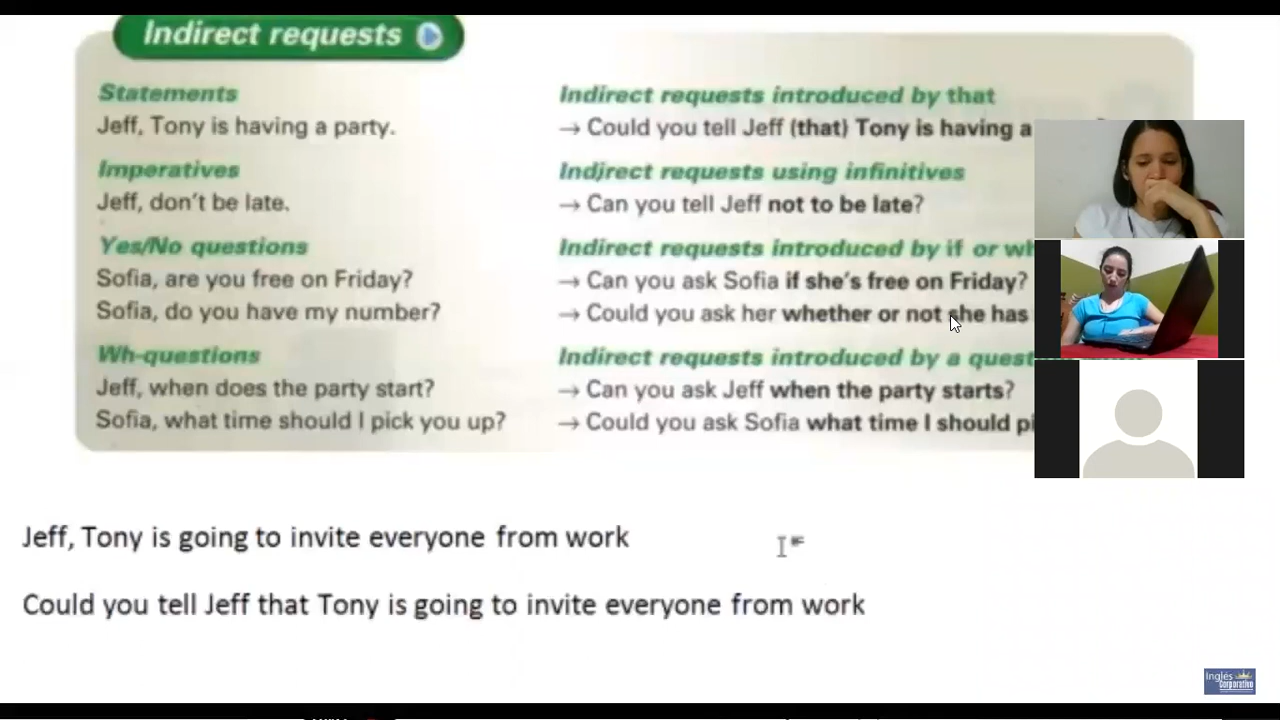 Indirect requests
Statements
Jeff, Tony is having a party.
Imperatives
Jeff, don't be late.
Yes/No questions
Sofia, are you free on Friday?
Sofia, do you have my number?
Wh-questions
Jeff, when does the party start?
Sofia, what time should I pick you up?
Indirect requests introduced by that
→ Could you tell Jeff (that) Tony is having a
Indirect requests using infinitives
→ Can you tell Jeff not to be late?
Indirect requests introduced by if or wh
→ Can you ask Sofia if she's free on Friday?
→ Could you ask her whether or not she has
Indirect requests introduced by a quest
→ Can you ask Jeff when the party starts?
→ Could you ask Sofia what time I should pi
Jeff, Tony is going to invite everyone from work
Could you tell Jeff that Tony is going to invite everyone from work
Inglés
Corporativo